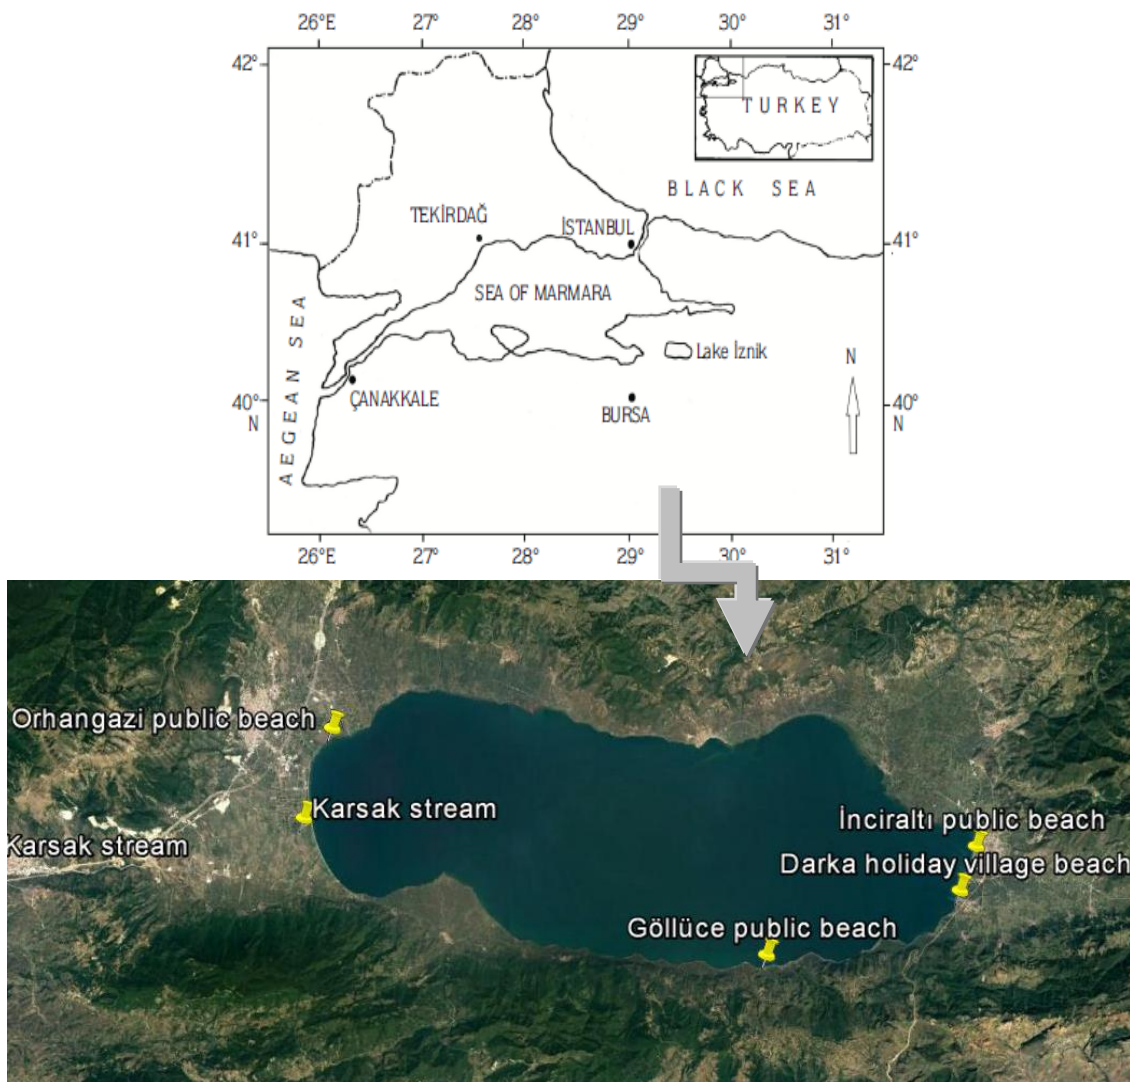 26°E 27° 28° 29° 30° 31°
42° 42°
TURKEY
BLACK SEA
TEKİRDAĞ
İSTANBUL
41° 41°
SEA OF MARMARA
AEGEAN SEA
Lake İznik
N
ÇANAKKALE
40° 40°
N N
BURSA
26°E 27° 28° 29° 30° 31°
Orhangazi public beach
Karsak stream
İnciraltı public beach
Karsak stream
Darka holiday village beach
Göllüce public beach